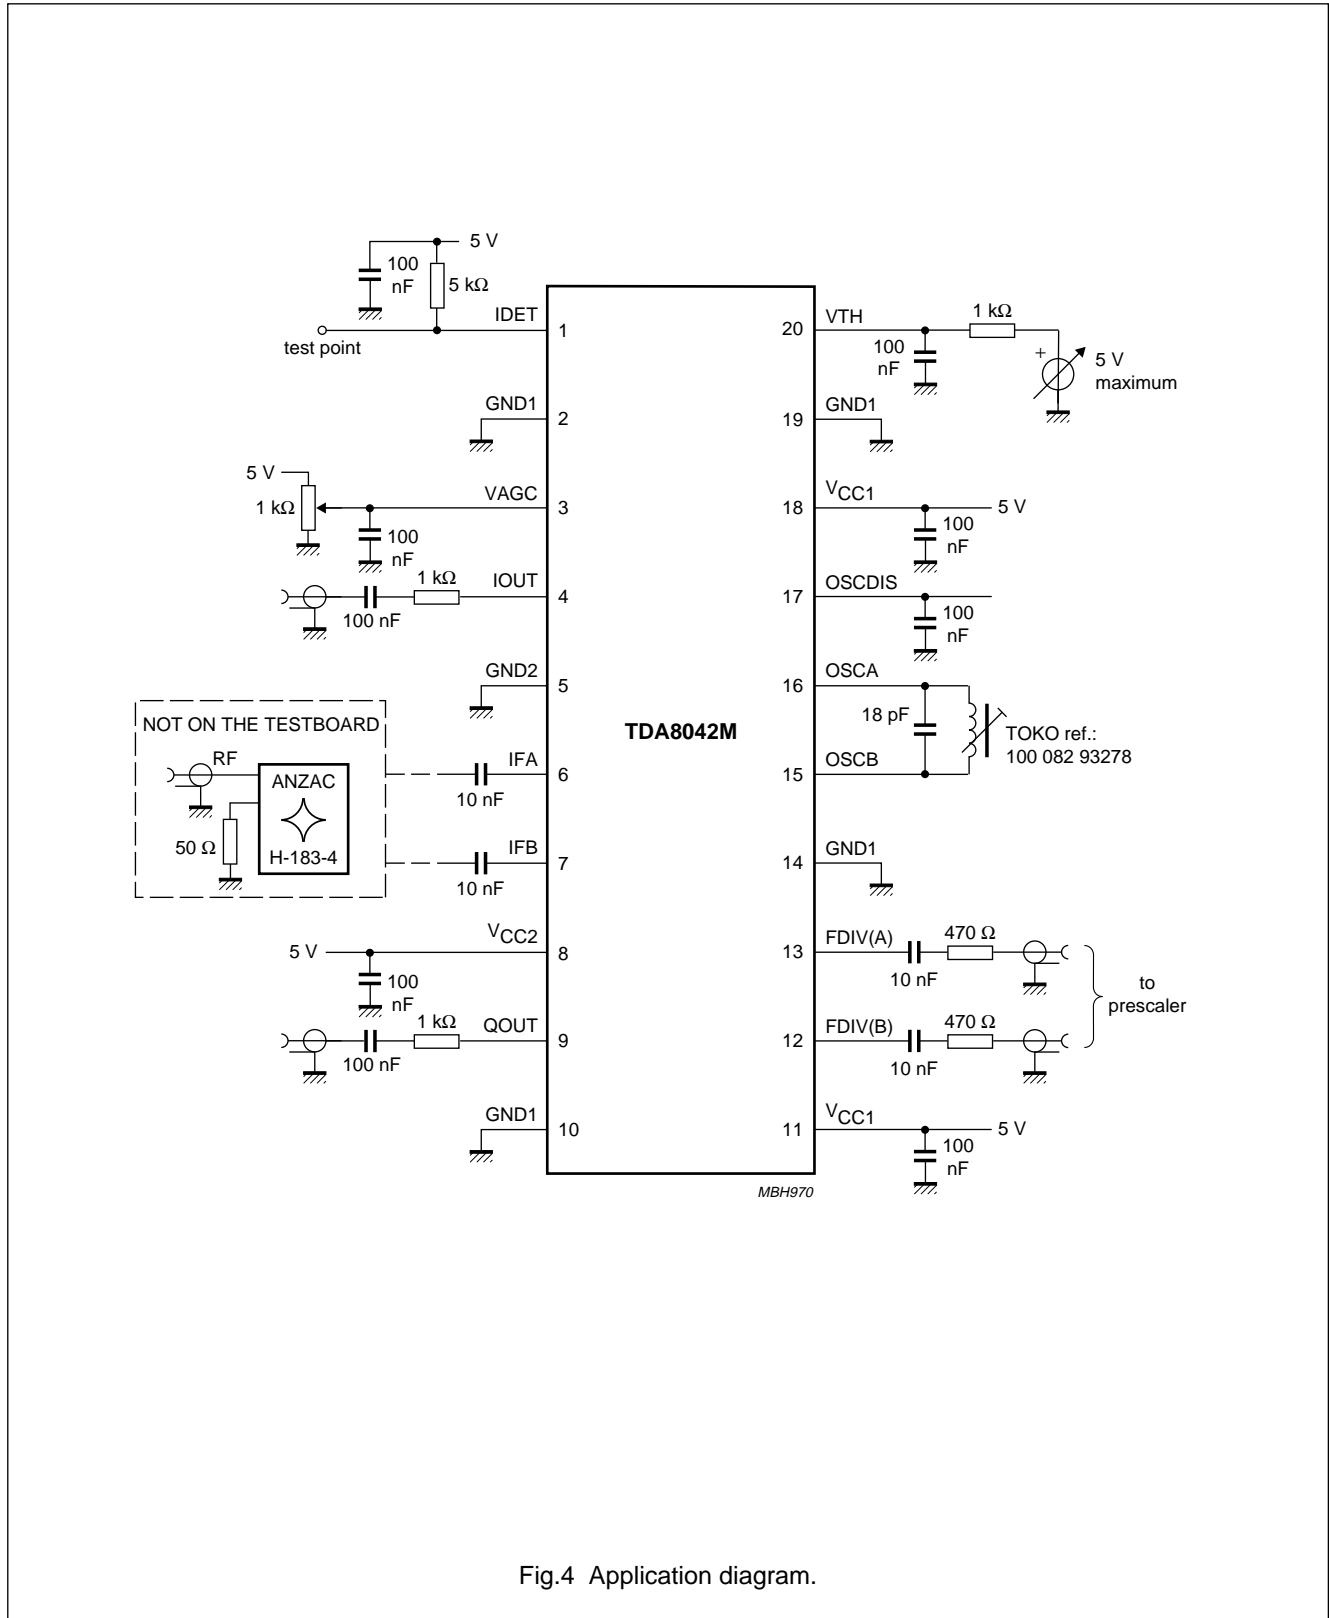 5 V
100
nF
5 kΩ
IDET
1
test point
GND1
2
5 V
1 kΩ
VAGC
3
100
nF
1 kΩ
IOUT
4
100 nF
GND2
5
NOT ON THE TESTBOARD
RF
ANZAC
50 Ω
H-183-4
IFA
6
10 nF
IFB
7
10 nF
5 V
VCC2
8
100
nF
1 kΩ
QOUT
9
100 nF
GND1
10
TDA8042M
20
VTH
1 kΩ
100
nF
+
5 V
maximum
19
GND1
18
VCC1
5 V
100
nF
17
OSCDIS
100
nF
16
OSCA
18 pF
TOKO ref.:
100 082 93278
15
OSCB
14
GND1
13
FDIV(A)
470 Ω
10 nF
to
prescaler
12
FDIV(B)
470 Ω
10 nF
11
VCC1
5 V
100
nF
MBH970
Fig.4 Application diagram.